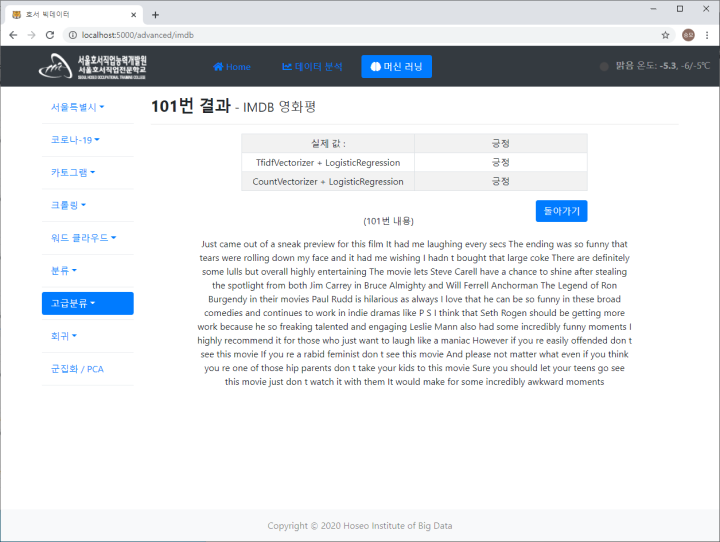 호서 빅데이터
localhost:5000/advanced/imdb
서울호서직업능력개발원
서울호서직업전문학교
SEOUL HOSEO OCCUPATIONAL TRAINING COLLEGE
Home
데이터 분석
머신 러닝
맑음 온도: -5.3, -6/-5℃
서울특별시
코로나-19
카토그램
크롤링
워드 클라우드
분류
고급분류
회귀
군집화 / PCA
101번 결과 - IMDB 영화평
실제 값 : 긍정
TfidfVectorizer + LogisticRegression 긍정
CountVectorizer + LogisticRegression 긍정
돌아가기
(101번 내용)
Just came out of a sneak preview for this film It had me laughing every secs The ending was so funny that
tears were rolling down my face and it had me wishing I hadn t bought that large coke There are definitely
some lulls but overall highly entertaining The movie lets Steve Carell have a chance to shine after stealing
the spotlight from both Jim Carrey in Bruce Almighty and Will Ferrell Anchorman The Legend of Ron
Burgendy in their movies Paul Rudd is hilarious as always I love that he can be so funny in these broad
comedies and continues to work in indie dramas like P S I think that Seth Rogen should be getting more
work because he so freaking talented and engaging Leslie Mann also had some incredibly funny moments I
highly recommend it for those who just want to laugh like a maniac However if you re easily offended don t
see this movie If you re a rabid feminist don t see this movie And please not matter what even if you think
you re one of those hip parents don t take your kids to this movie Sure you should let your teens go see
this movie just don t watch it with them It would make for some incredibly awkward moments
Copyright © 2020 Hoseo Institute of Big Data